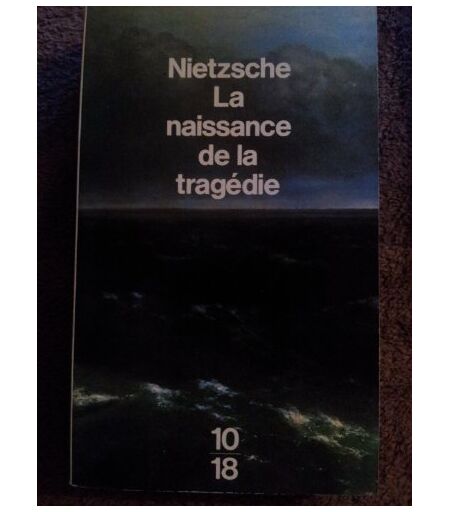 Nietzsche
La
naissance
de la
tragédie
10
18